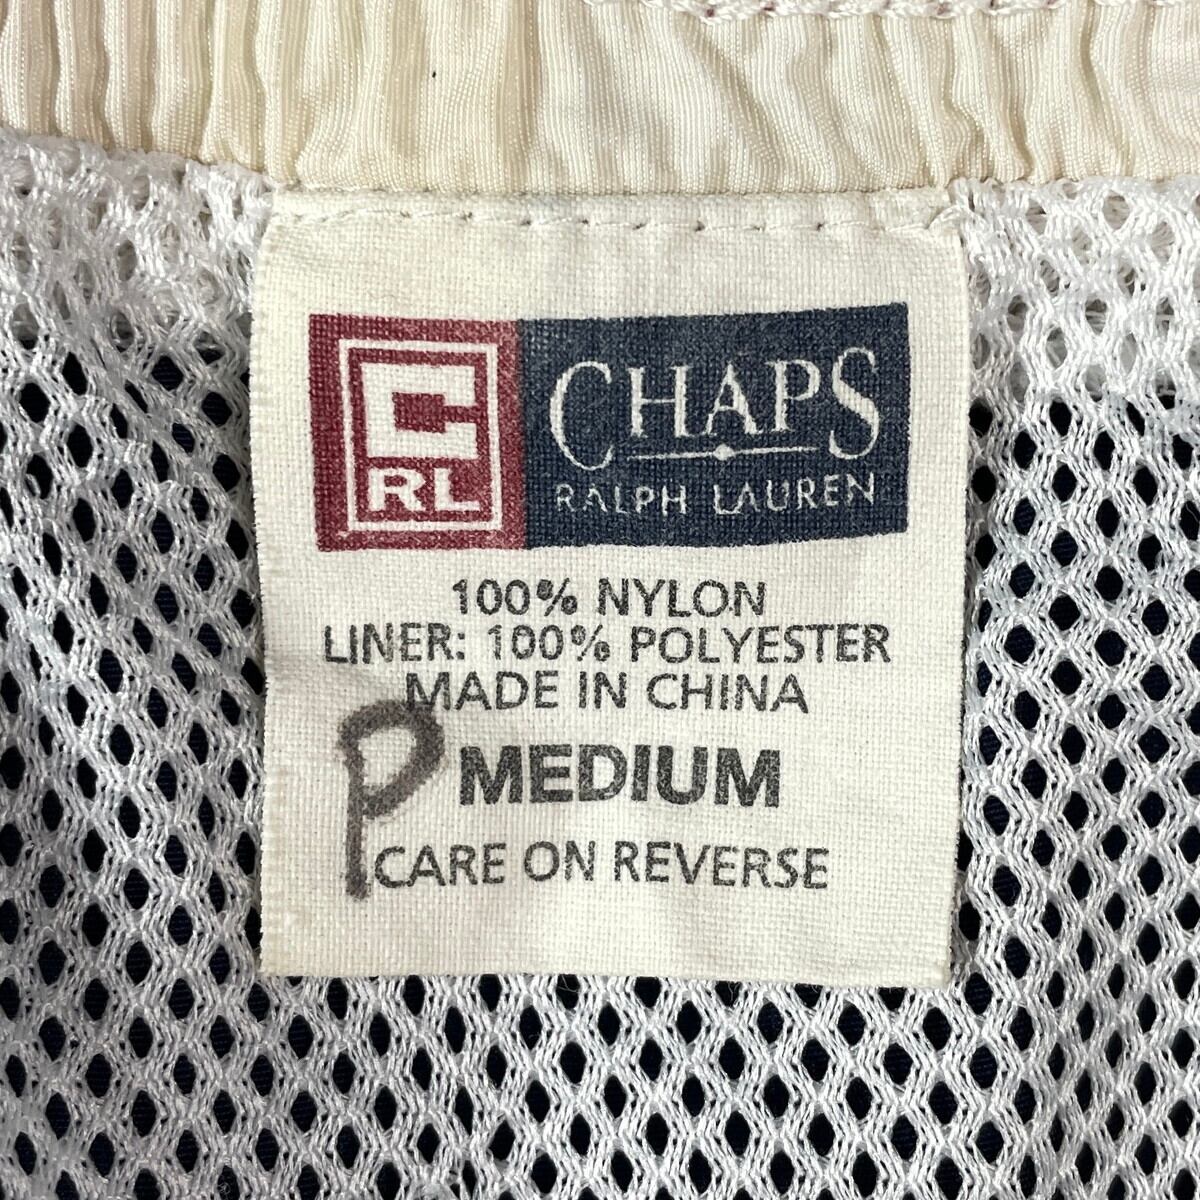 C
RL
CHAPS
RALPH LAUREN
100% NYLON
LINER: 100% POLYESTER
MADE IN CHINA
P MEDIUM
CARE ON REVERSE